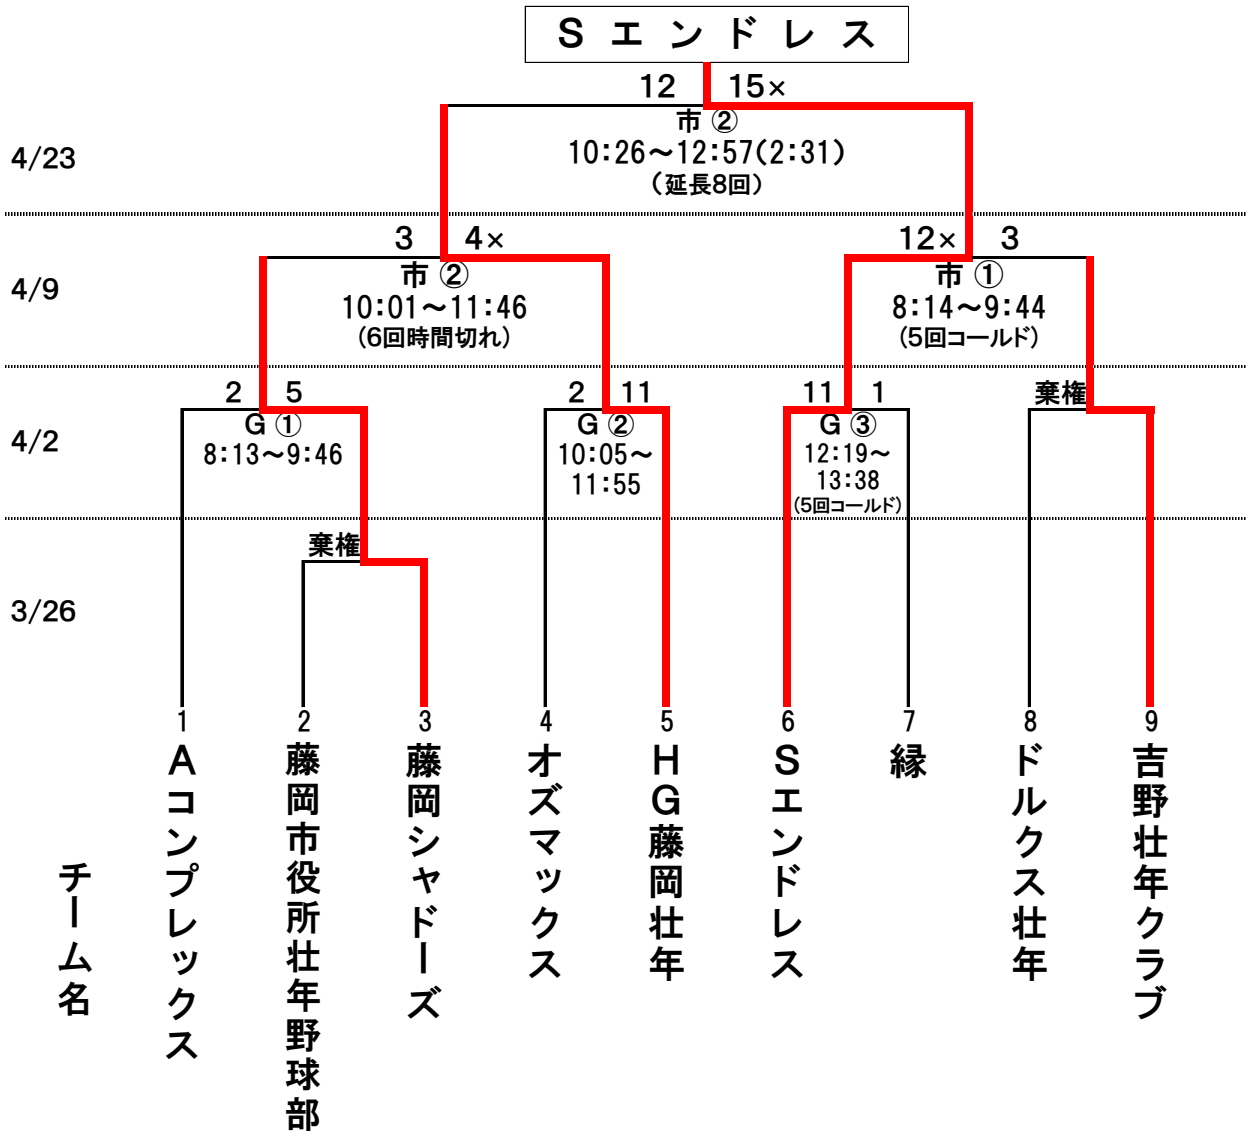 Sエンドレス
12 15×
市②
4/23
10:26～12:57(2:31)
(延長8回)
3 4×
12× 3
市②
市①
4/9
10:01～11:46
8:14～9:44
(6回時間切れ)
(5回コールド)
2 5
2 11
11 1
棄権
G①
G②
G③
4/2
8:13～9:46
10:05～
11:55
12:19～
13:38
(5回コールド)
棄権
3/26
1 2 3 4 5 6 7 8 9
チーム名
Aコンプレックス
藤岡市役所壮年野球部
藤岡シャドーズ
オズマックス
HG藤岡壮年
Sエンドレス
縁
ドルクス壮年
吉野壮年クラブ